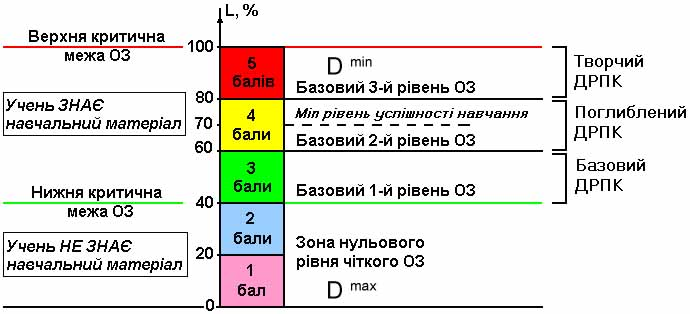 L, %
Верхня критична
межа ОЗ
100
5
балів
D min
Творчий
ДРПК
Базовий 3-й рівень ОЗ
80
Учень ЗНАЄ
навчальний матеріал
4
бали
Міп рівень успішності навчання
Поглиблений
ДРПК
70
Базовий 2-й рівень ОЗ
60
3
бали
Базовий
ДРПК
Нижня критична
межа ОЗ
Базовий 1-й рівень ОЗ
40
2
бали
Учень НЕ ЗНАЄ
навчальний матеріал
Зона нульового
рівня чіткого ОЗ
20
1
бал
D max
0